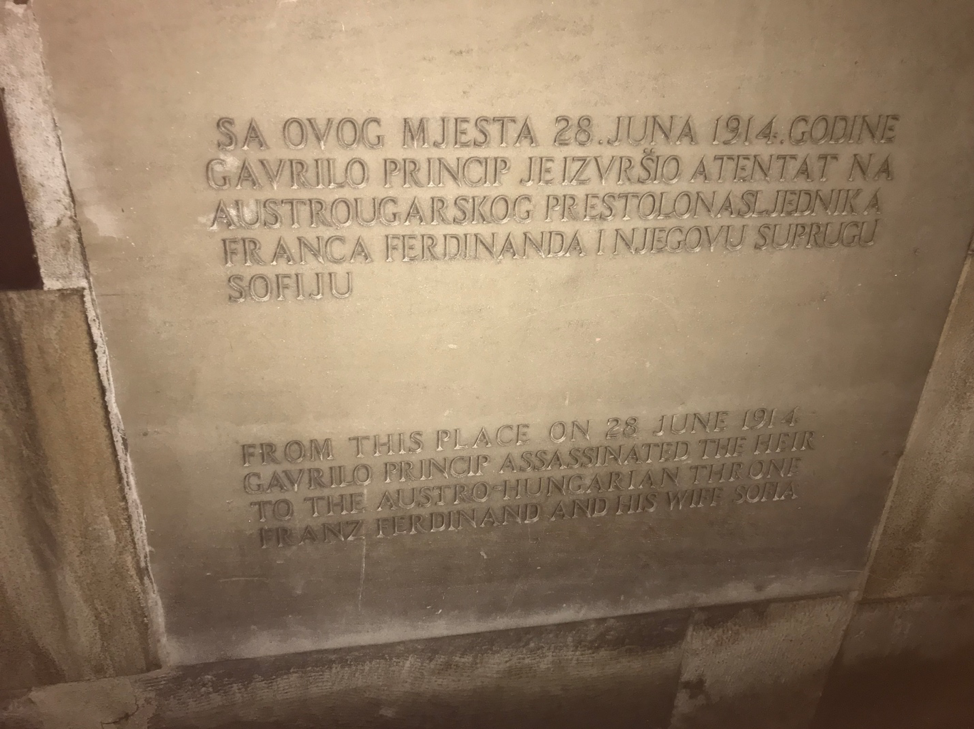 SA OVOG MJESTA 28. JUNA 1914. GODINE
GAVRILO PRINCIP JE IZVRŠIO ATENTAT NA
AUSTROUGARSKOG PRESTOLONASLJEDNIKA
FRANCA FERDINANDA I NJEGOVU SUPRUGU
SOFIJU
FROM THIS PLACE ON 28 JUNE 1914
GAVRILO PRINCIP ASSASSINATED THE HEIR
TO THE AUSTRO-HUNGARIAN THRONE
FRANZ FERDINAND AND HIS WIFE SOFIA